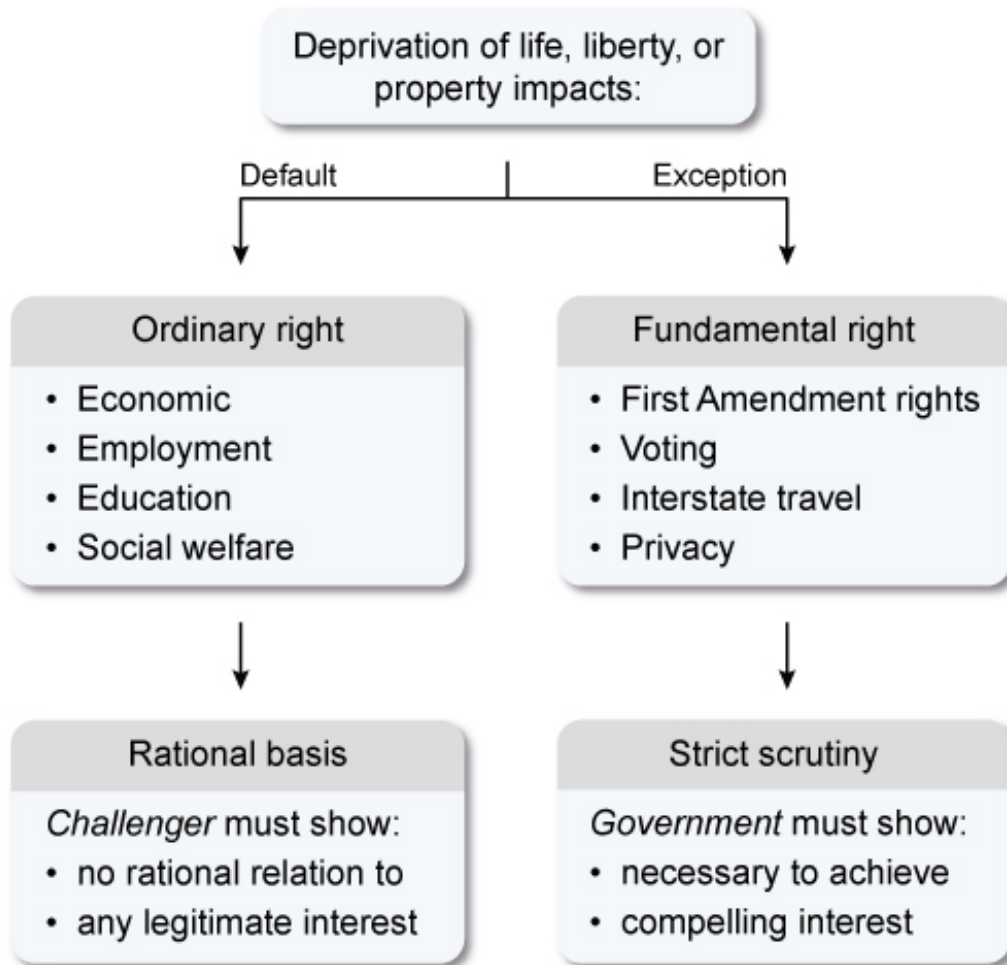 Deprivation of life, liberty, or
property impacts:
Default
Exception
Ordinary right
• Economic
• Employment
• Education
• Social welfare
Fundamental right
• First Amendment rights
• Voting
• Interstate travel
• Privacy
Rational basis
Challenger must show:
• no rational relation to
• any legitimate interest
Strict scrutiny
Government must show:
• necessary to achieve
• compelling interest